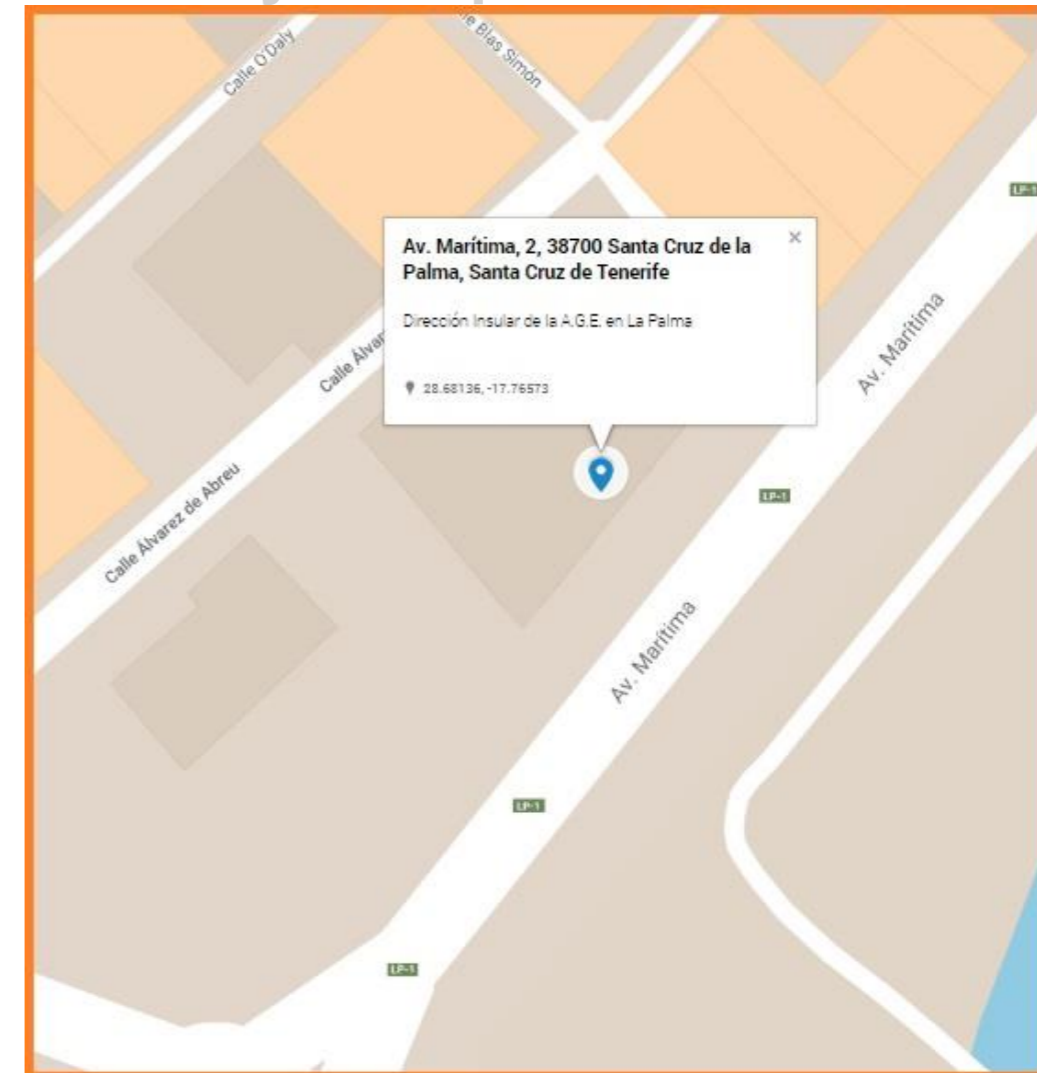 Calle O'Daly
Blas Simón
LP-1
Av. Marítima, 2, 38700 Santa Cruz de la
Palma, Santa Cruz de Tenerife
×
Dirección Insular de la A.G.E. en La Palma
28.68136, -17.76573
Av. Marítima
Calle
Calle Álvarez de Abreu
LP-1
Av. Marítima
LP-1
LP-1